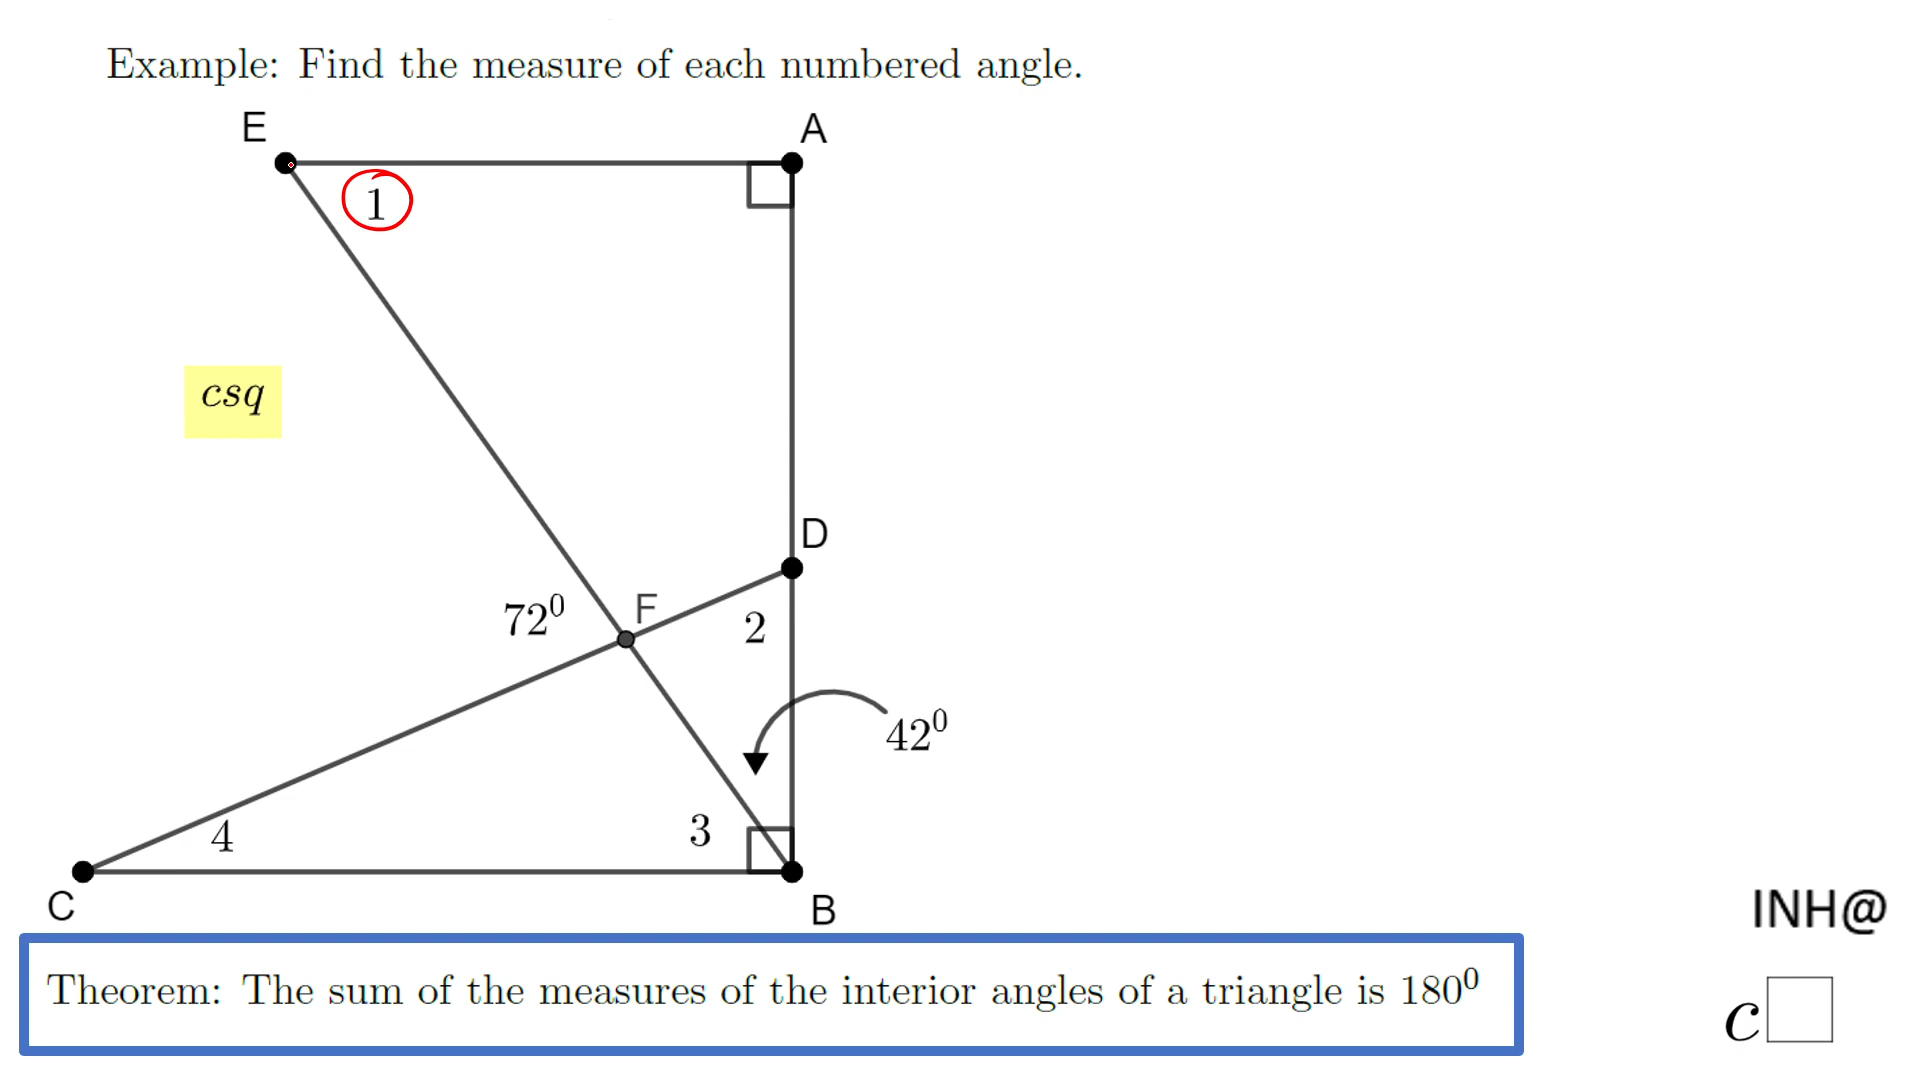 Example: Find the measure of each numbered angle.
E
A
1
csq
D
72⁰
F
2
42⁰
3
4
C
B
INH@
Theorem: The sum of the measures of the interior angles of a triangle is 180⁰
c